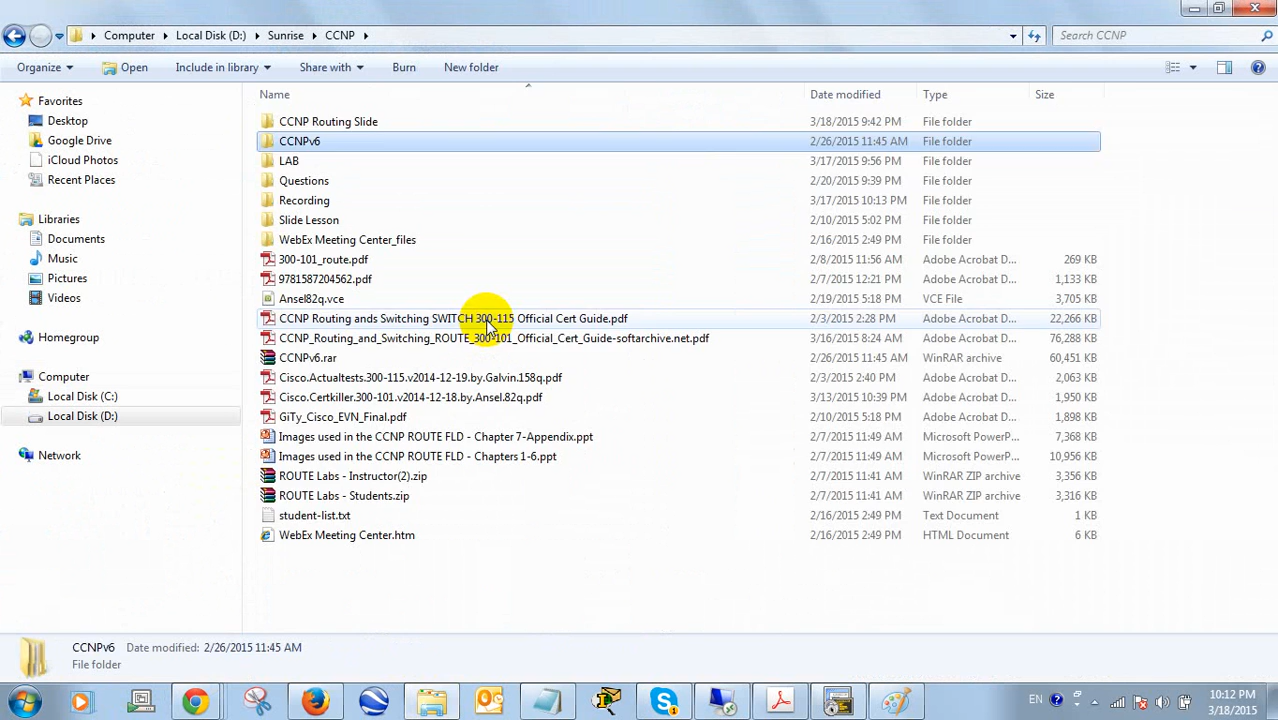 Computer Local Disk (D:) Sunrise CCNP Search CCNP
Organize Open Include in library Share with Burn New folder
Favorites
Desktop
Google Drive
iCloud Photos
Recent Places
Libraries
Documents
Music
Pictures
Videos
Homegroup
Computer
Local Disk (C:)
Local Disk (D:)
Network
Name Date modified Type Size
CCNP Routing Slide 3/18/2015 9:42 PM File folder
CCNPv6 2/26/2015 11:45 AM File folder
LAB 3/17/2015 9:56 PM File folder
Questions 2/20/2015 9:39 PM File folder
Recording 3/17/2015 10:13 PM File folder
Slide Lesson 2/10/2015 5:02 PM File folder
WebEx Meeting Center_files 2/16/2015 2:49 PM File folder
300-101_route.pdf 2/8/2015 11:56 AM Adobe Acrobat D... 269 KB
9781587204562.pdf 2/7/2015 12:21 PM Adobe Acrobat D... 1,133 KB
Ansel82q.vce 2/19/2015 5:18 PM VCE File 3,705 KB
CCNP Routing ands Switching SWITCH 300-115 Official Cert Guide.pdf 2/3/2015 2:28 PM Adobe Acrobat D... 22,266 KB
CCNP_Routing_and_Switching_ROUTE_300-101_Official_Cert_Guide-softarchive.net.pdf 3/16/2015 8:24 AM Adobe Acrobat D... 76,288 KB
CCNPv6.rar 2/26/2015 11:45 AM WinRAR archive 60,451 KB
Cisco.Actualtests.300-115.v2014-12-19.by.Galvin.158q.pdf 2/3/2015 2:40 PM Adobe Acrobat D... 2,063 KB
Cisco.Certkiller.300-101.v2014-12-18.by.Ansel.82q.pdf 3/13/2015 10:39 PM Adobe Acrobat D... 1,950 KB
GiTy_Cisco_EVN_Final.pdf 2/10/2015 5:18 PM Adobe Acrobat D... 1,898 KB
Images used in the CCNP ROUTE FLD - Chapter 7-Appendix.ppt 2/7/2015 11:49 AM Microsoft PowerP... 7,368 KB
Images used in the CCNP ROUTE FLD - Chapters 1-6.ppt 2/7/2015 11:49 AM Microsoft PowerP... 10,956 KB
ROUTE Labs - Instructor(2).zip 2/7/2015 11:41 AM WinRAR ZIP archive 3,356 KB
ROUTE Labs - Students.zip 2/7/2015 11:41 AM WinRAR ZIP archive 3,316 KB
student-list.txt 2/16/2015 2:49 PM Text Document 1 KB
WebEx Meeting Center.htm 2/16/2015 2:49 PM HTML Document 6 KB
CCNPv6 Date modified: 2/26/2015 11:45 AM
File folder
EN 10:12 PM
3/18/2015